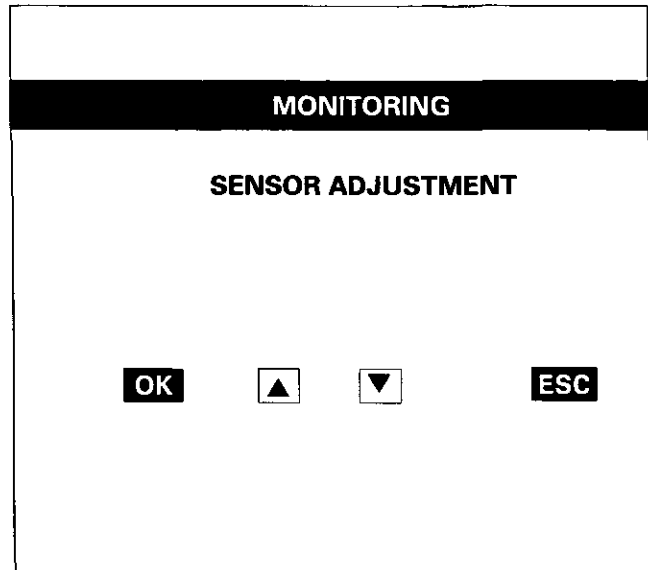 MONITORING
SENSOR ADJUSTMENT
OK ▲ ▼ ESC